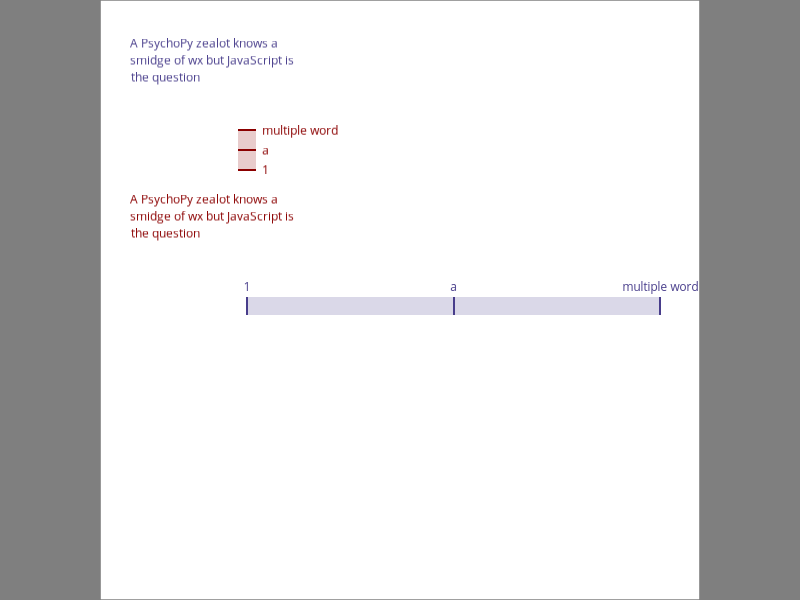 A PsychoPy zealot knows a
smidge of wx but JavaScript is
the question
multiple word
a
1
A PsychoPy zealot knows a
smidge of wx but JavaScript is
the question
1 a multiple word